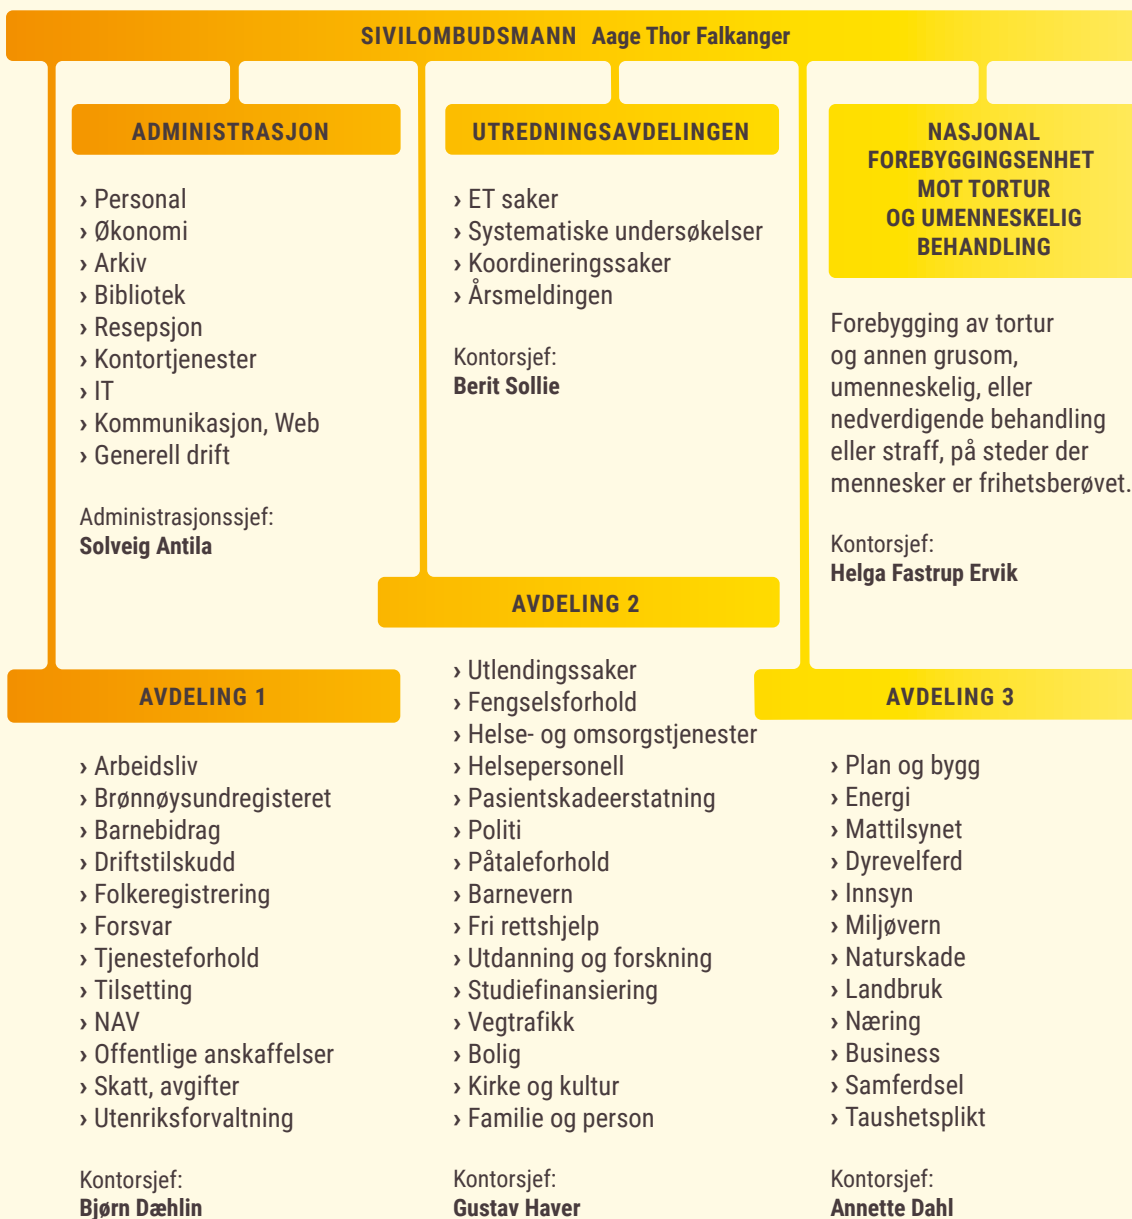 SIVILOMBUDSMANN Aage Thor Falkanger
ADMINISTRASJON
› Personal
› Økonomi
› Arkiv
› Bibliotek
› Resepsjon
› Kontortjenester
› IT
› Kommunikasjon, Web
› Generell drift
Administrasjonssjef:
Solveig Antila
UTREDNINGSAVDELINGEN
› ET saker
› Systematiske undersøkelser
› Koordineringssaker
› Årsmeldingen
Kontorsjef:
Berit Sollie
NASJONAL
FOREBYGGINGSENHET
MOT TORTUR
OG UMENNESKELIG
BEHANDLING
Forebygging av tortur
og annen grusom,
umenneskelig, eller
nedverdigende behandling
eller straff, på steder der
mennesker er frihetsberøvet.
Kontorsjef:
Helga Fastrup Ervik
AVDELING 1
› Arbeidsliv
› Brønnøysundregisteret
› Barnebidrag
› Driftstilskudd
› Folkeregistrering
› Forsvar
› Tjenesteforhold
› Tilsetting
› NAV
› Offentlige anskaffelser
› Skatt, avgifter
› Utenriksforvaltning
Kontorsjef:
Bjørn Dæhlin
AVDELING 2
› Utlendingssaker
› Fengselsforhold
› Helse- og omsorgstjenester
› Helsepersonell
› Pasientskadeerstatning
› Politi
› Påtaleforhold
› Barnevern
› Fri rettshjelp
› Utdanning og forskning
› Studiefinansiering
› Vegtrafikk
› Bolig
› Kirke og kultur
› Familie og person
Kontorsjef:
Gustav Haver
AVDELING 3
› Plan og bygg
› Energi
› Mattilsynet
› Dyrevelferd
› Innsyn
› Miljøvern
› Naturskade
› Landbruk
› Næring
› Business
› Samferdsel
› Taushetsplikt
Kontorsjef:
Annette Dahl